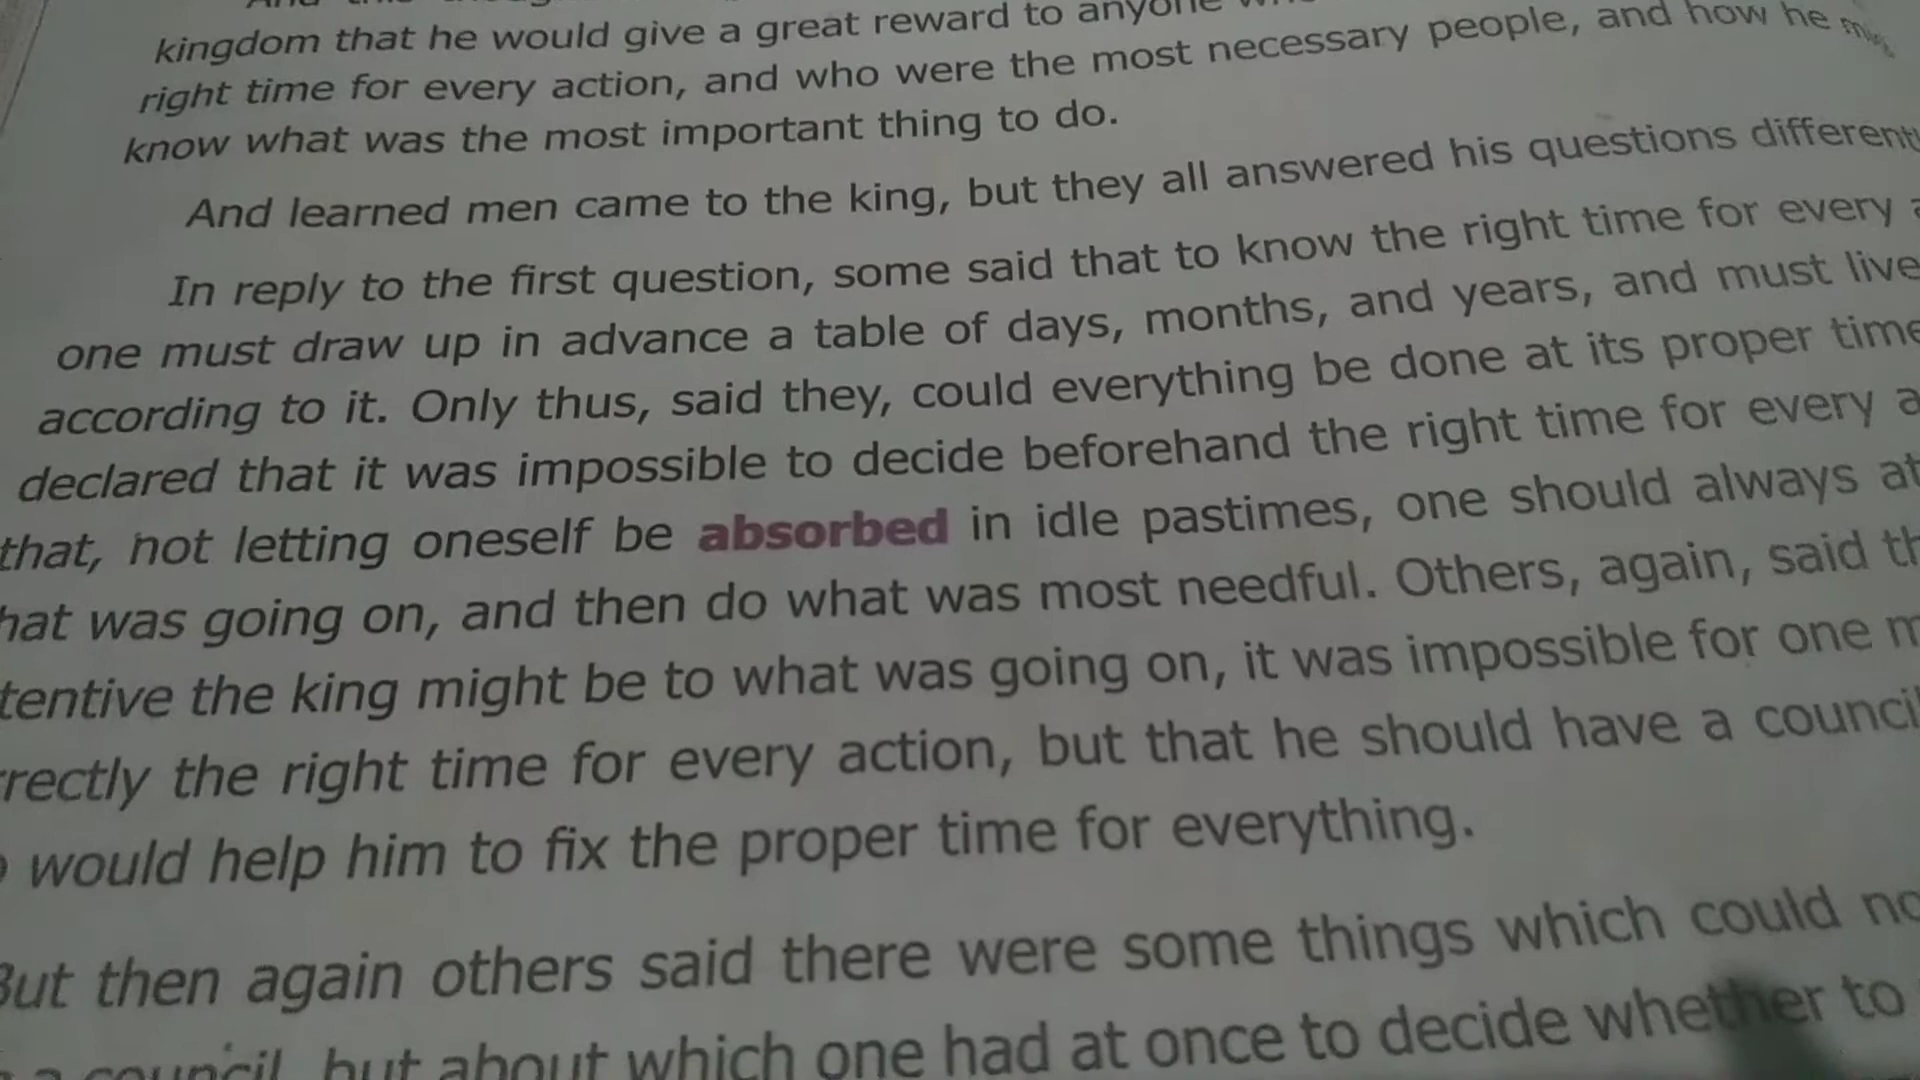 kingdom that he would give a great reward to anyone
right time for every action, and who were the most necessary people, and how he
know what was the most important thing to do.
And learned men came to the king, but they all answered his questions
In reply to the first question, some said that to know the right time for every
one must draw up in advance a table of days, months, and years, and must live
according to it. Only thus, said they, could everything be done at its proper time
declared that it was impossible to decide beforehand the right time for every
that, not letting oneself be absorbed in idle pastimes, one should always
was going on, and then do what was most needful. Others, again, said
the king might be to what was going on, it was impossible for one
the right time for every action, but that he should have a council
would help him to fix the proper time for everything.
But then again others said there were some things which could
a council, but about which one had at once to decide whether to